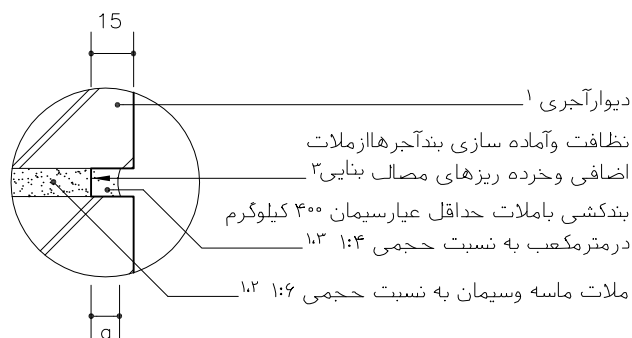 15
دیوارآجری ۱
نظافت وآماده سازی بندآجرهاازملات
اضافی وخرده ریزهای مصال بنایی۳
بندکشی باملات حداقل عیارسیمان ۴۰۰ کیلوگرم
درمترمکعب به نسبت حجمی ۱:۴ ۱،۳
ملات ماسه وسیمان به نسبت حجمی ۱:۶ ۱،۲
a